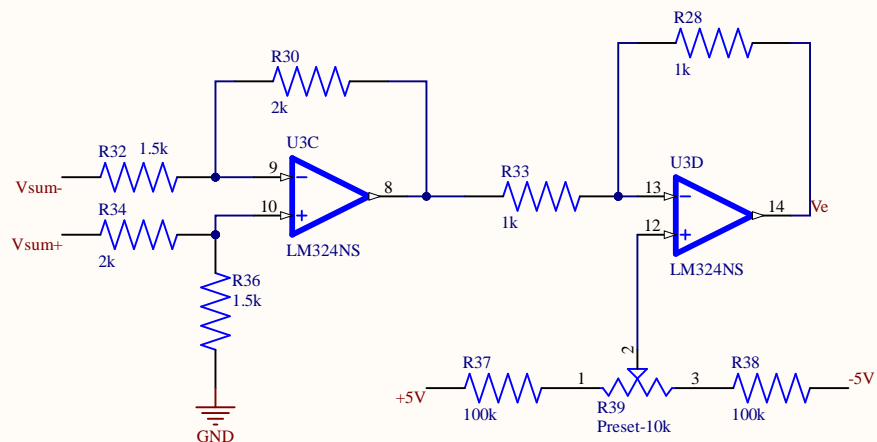 R28
1k
R30
2k
U3C
R32 1.5k
Vsum-
9
8
R33
1k
U3D
13
14
Ve
R34
Vsum+
2k
10
LM324NS
12
LM324NS
R36
1.5k
GND
2
+5V
R37
100k
1
R39
Preset-10k
3
R38
100k
-5V